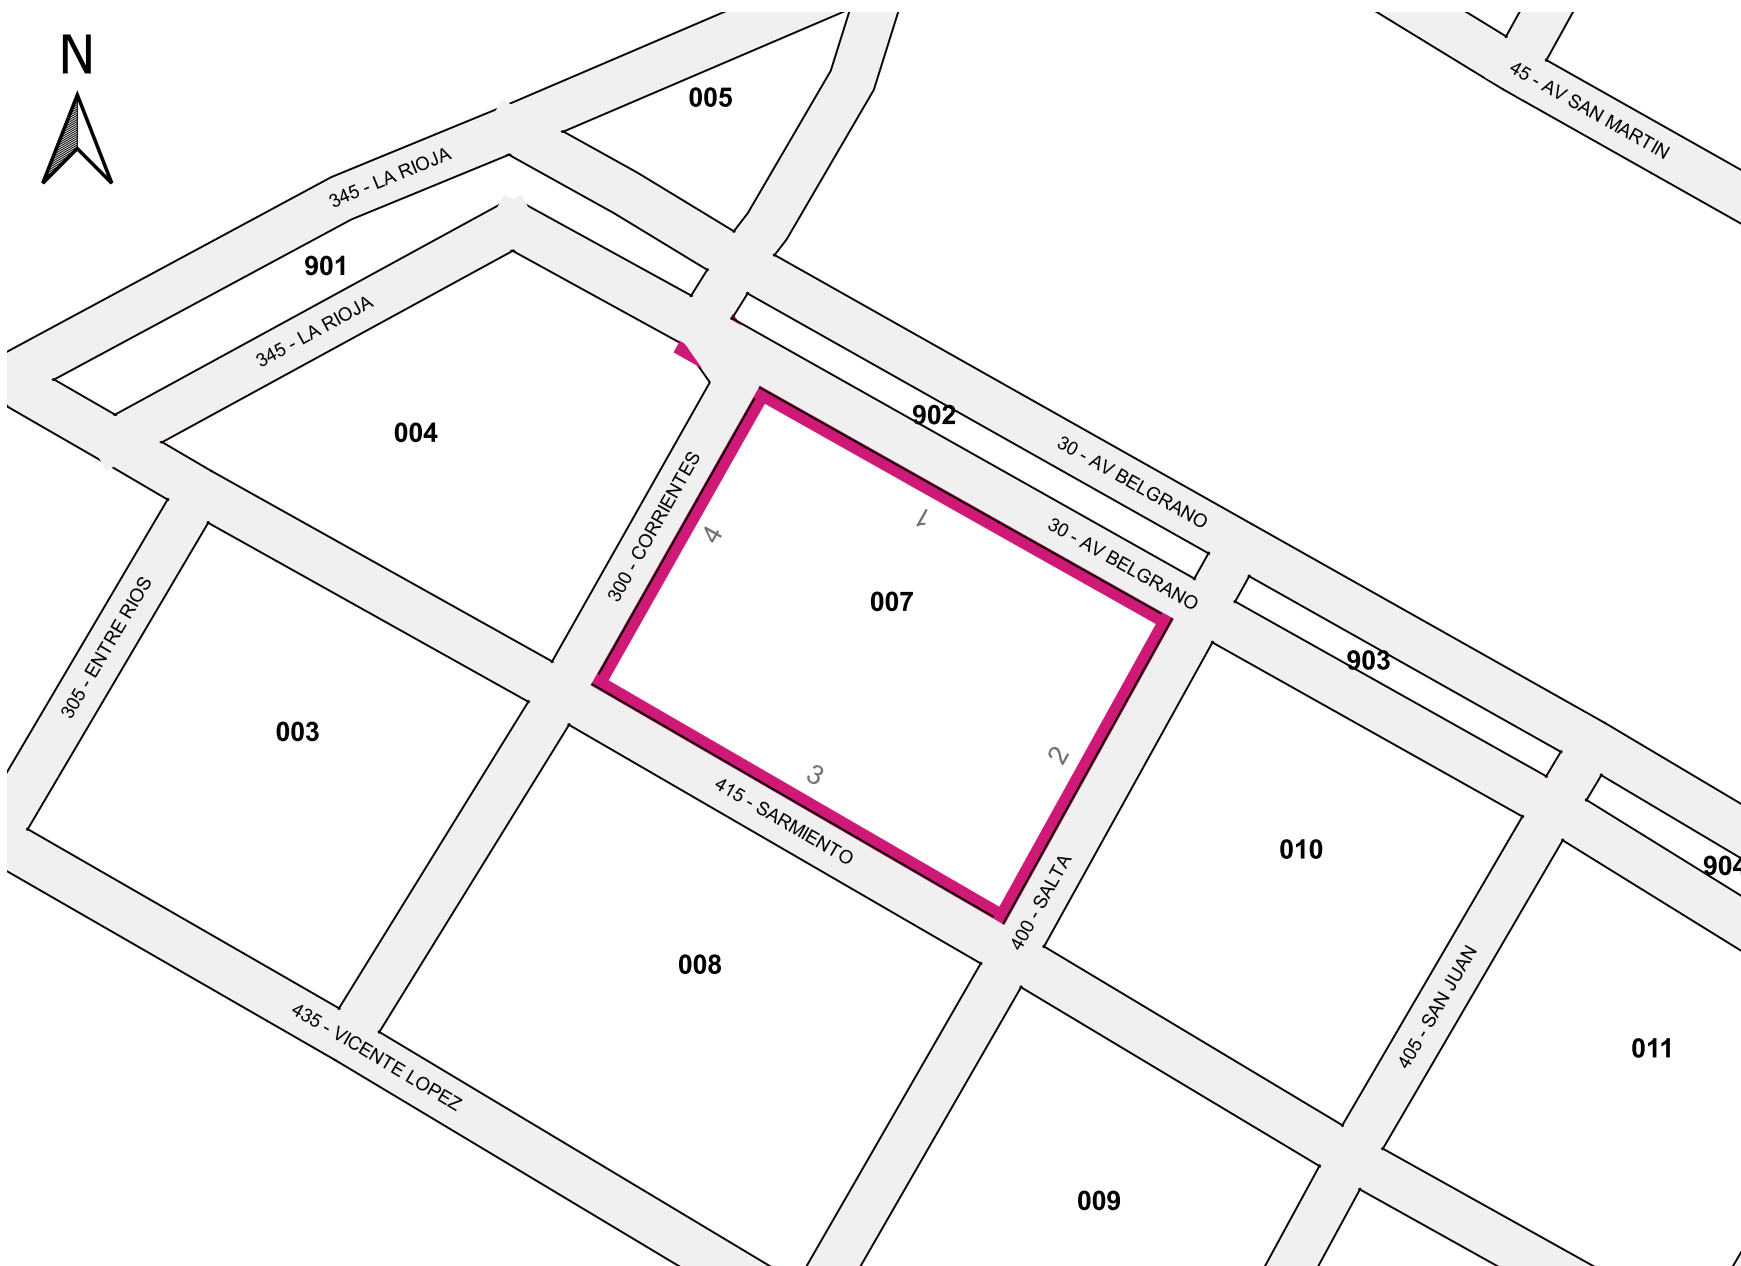 N
45 - AV SAN MARTIN
005
345 - LA RIOJA
901
345 - LA RIOJA
902
004
30 - AV BELGRANO
300 - CORRIENTES
1
4
30 - AV BELGRANO
007
305 - ENTRE RIOS
903
003
2
3
415 - SARMIENTO
010
904
400 - SALTA
008
405 - SAN JUAN
011
435 - VICENTE LOPEZ
009